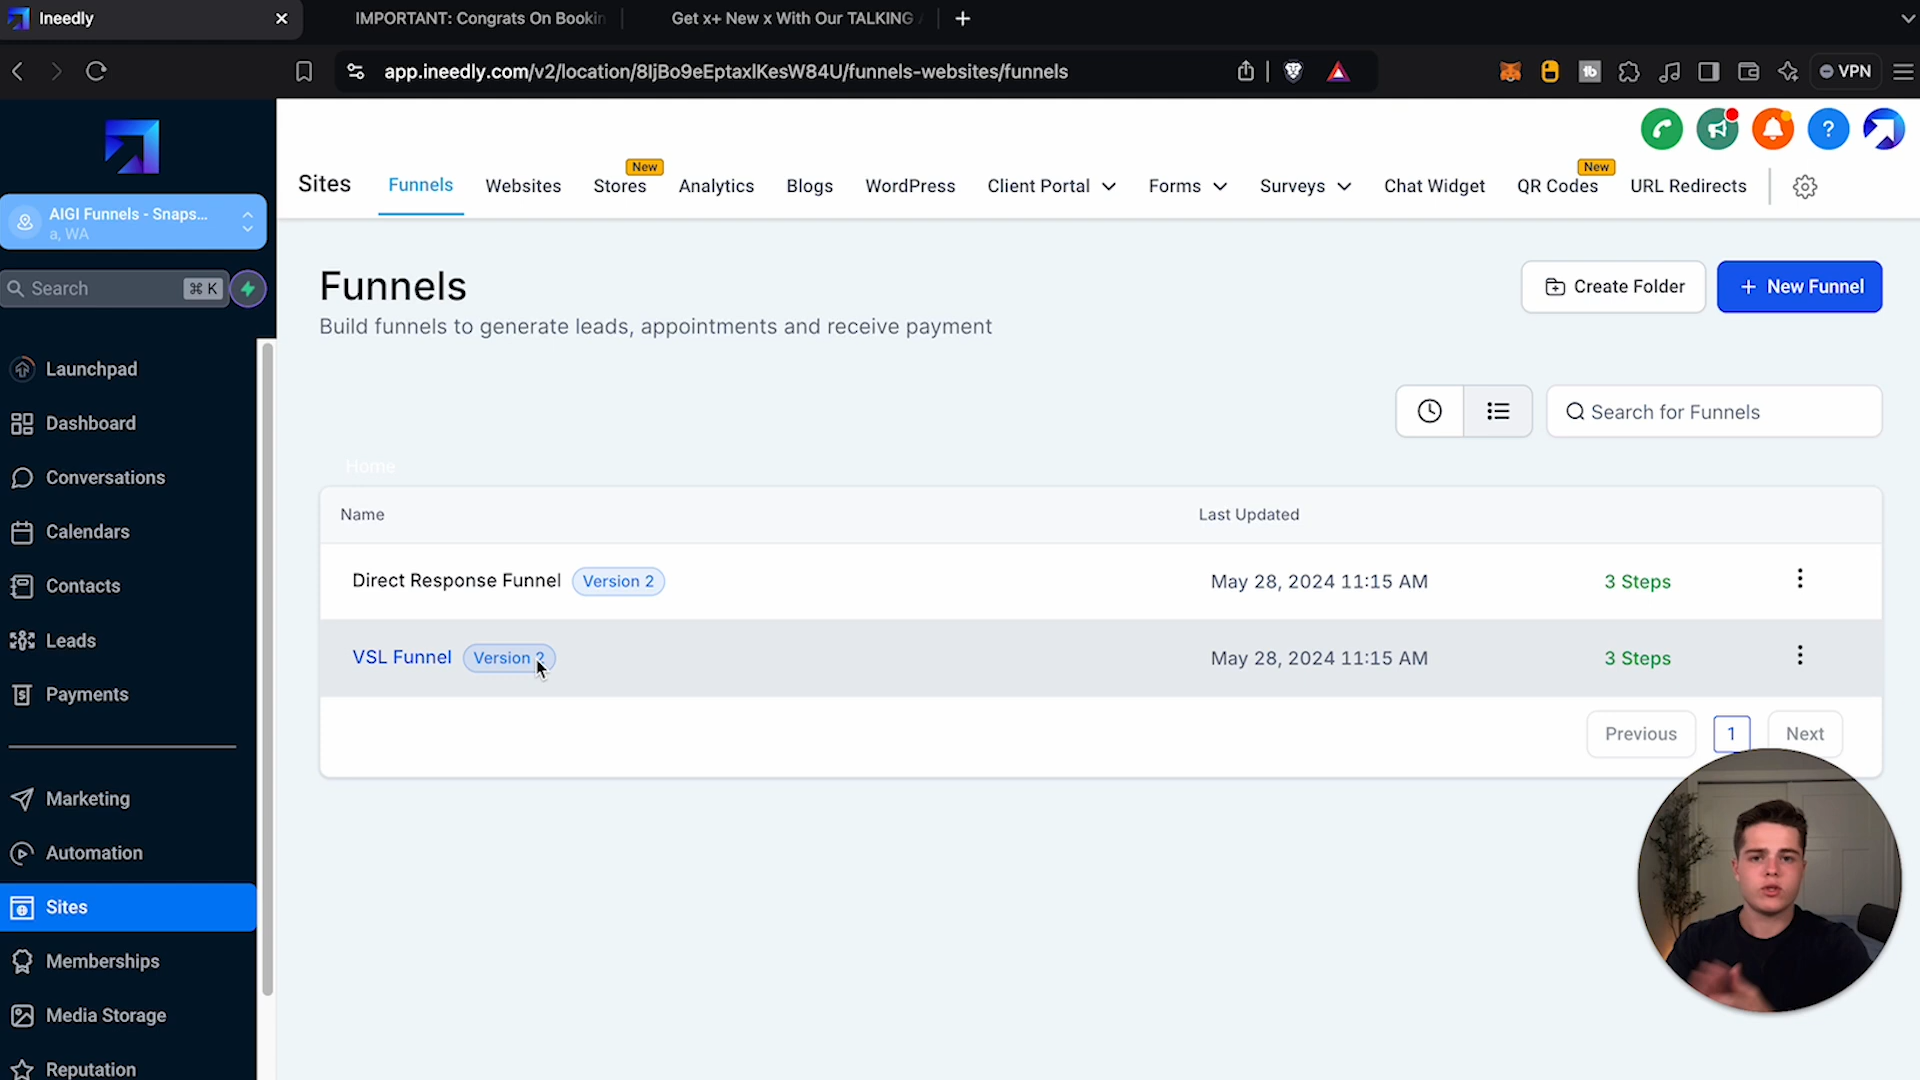 Ineedly
IMPORTANT: Congrats On Bookin
Get x+ New x With Our TALKING
app.ineedly.com/v2/location/8IjBo9eEptaxlKesW84U/funnels-websites/funnels
VPN
AIGI Funnels - Snaps...
a, WA
Search
⌘ K
Launchpad
Dashboard
Conversations
Calendars
Contacts
Leads
Payments
Marketing
Automation
Sites
Memberships
Media Storage
Reputation
Sites
Funnels
Websites
New
Stores
Analytics
Blogs
WordPress
Client Portal
Forms
Surveys
Chat Widget
New
QR Codes
URL Redirects
Funnels
Build funnels to generate leads, appointments and receive payment
Create Folder
+ New Funnel
Search for Funnels
Home
Name
Last Updated
Direct Response Funnel
Version 2
May 28, 2024 11:15 AM
3 Steps
VSL Funnel
Version 2
May 28, 2024 11:15 AM
3 Steps
Previous
1
Next